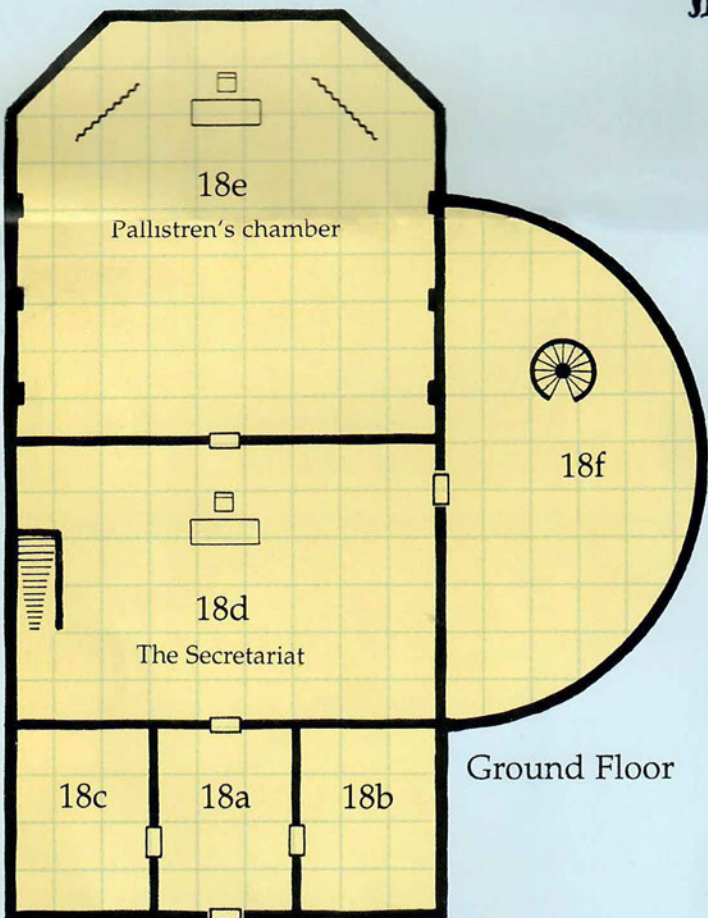 18e
Pallistren's chamber
18f
18d
The Secretariat
Ground Floor
18c
18a
18b